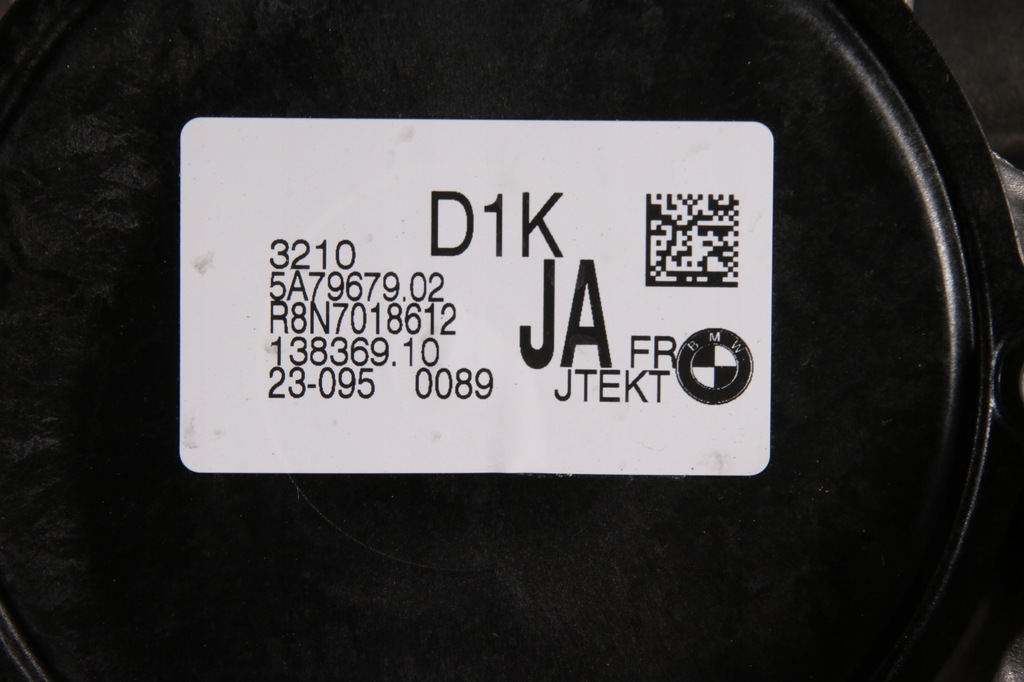 D1K
3210
5A79679.02
R8N7018612
138369.10
23-095 0089
JA
FR
JTEKT
BMW